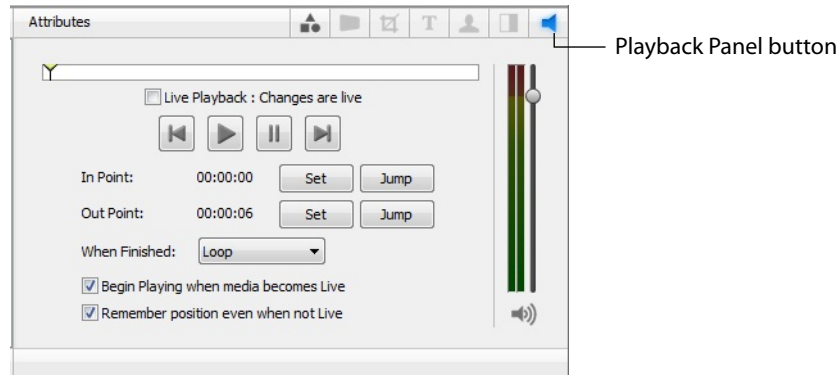 Attributes
T
Playback Panel button
Live Playback : Changes are live
In Point: 00:00:00 Set Jump
Out Point: 00:00:06 Set Jump
When Finished: Loop
Begin Playing when media becomes Live
Remember position even when not Live